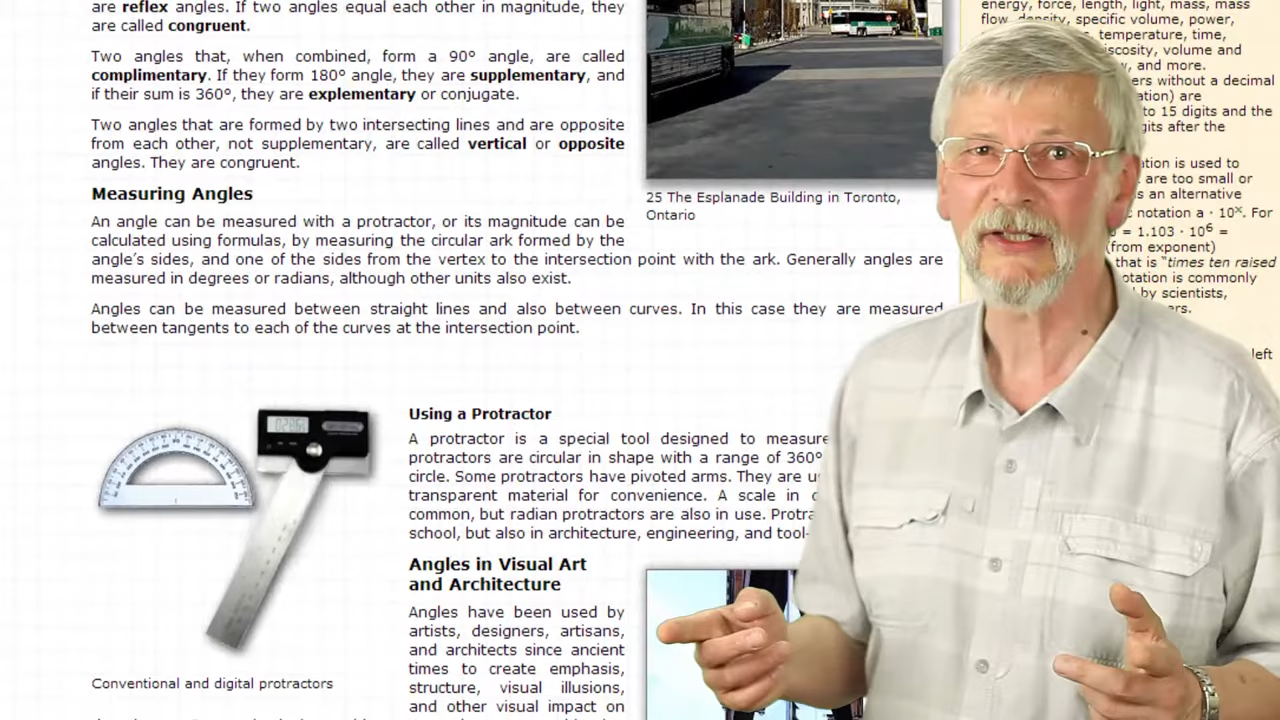 are reflex angles. If two angles equal each other in magnitude, they
are called congruent.
Two angles that, when combined, form a 90° angle, are called
complimentary. If they form 180° angle, they are supplementary, and
if their sum is 360°, they are explementary or conjugate.
Two angles that are formed by two intersecting lines and are opposite
from each other, not supplementary, are called vertical or opposite
angles. They are congruent.
Measuring Angles
An angle can be measured with a protractor, or its magnitude can be
calculated using formulas, by measuring the circular ark formed by the
angle's sides, and one of the sides from the vertex to the intersection point with the ark. Generally angles are
measured in degrees or radians, although other units also exist.
Angles can be measured between straight lines and also between curves. In this case they are measured
between tangents to each of the curves at the intersection point.
25 The Esplanade Building in Toronto,
Ontario
Using a Protractor
A protractor is a special tool designed to measure
protractors are circular in shape with a range of 360°
circle. Some protractors have pivoted arms. They are
transparent material for convenience. A scale in
common, but radian protractors are also in use.
school, but also in architecture, engineering, and tool-
Angles in Visual Art
and Architecture
Angles have been used by
artists, designers, artisans,
and architects since ancient
times to create emphasis,
structure, visual illusions,
and other visual impact on
Conventional and digital protractors
energy, force, length, light, mass, mass
flow, density, specific volume, power,
temperature, time,
viscosity, volume and
and more.
without a decimal
are
to 15 digits and the
after the
is used to
are too small or
s an alternative
notation a · 10x. For
= 1.103 · 106 =
(from exponent)
that is "times ten raised
notation is commonly
by scientists,
left